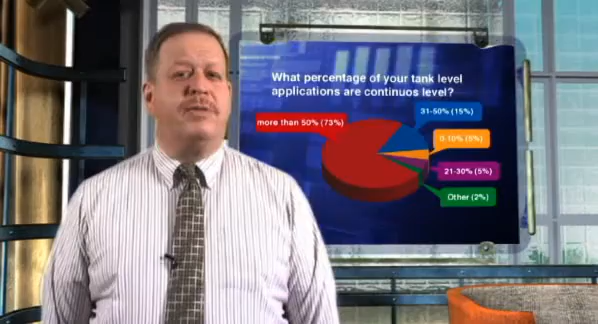 What percentage of your tank level
applications are continuos level?
31-50% (15%)
more than 50% (73%)
0-10% (5%)
21-30% (5%)
Other (2%)